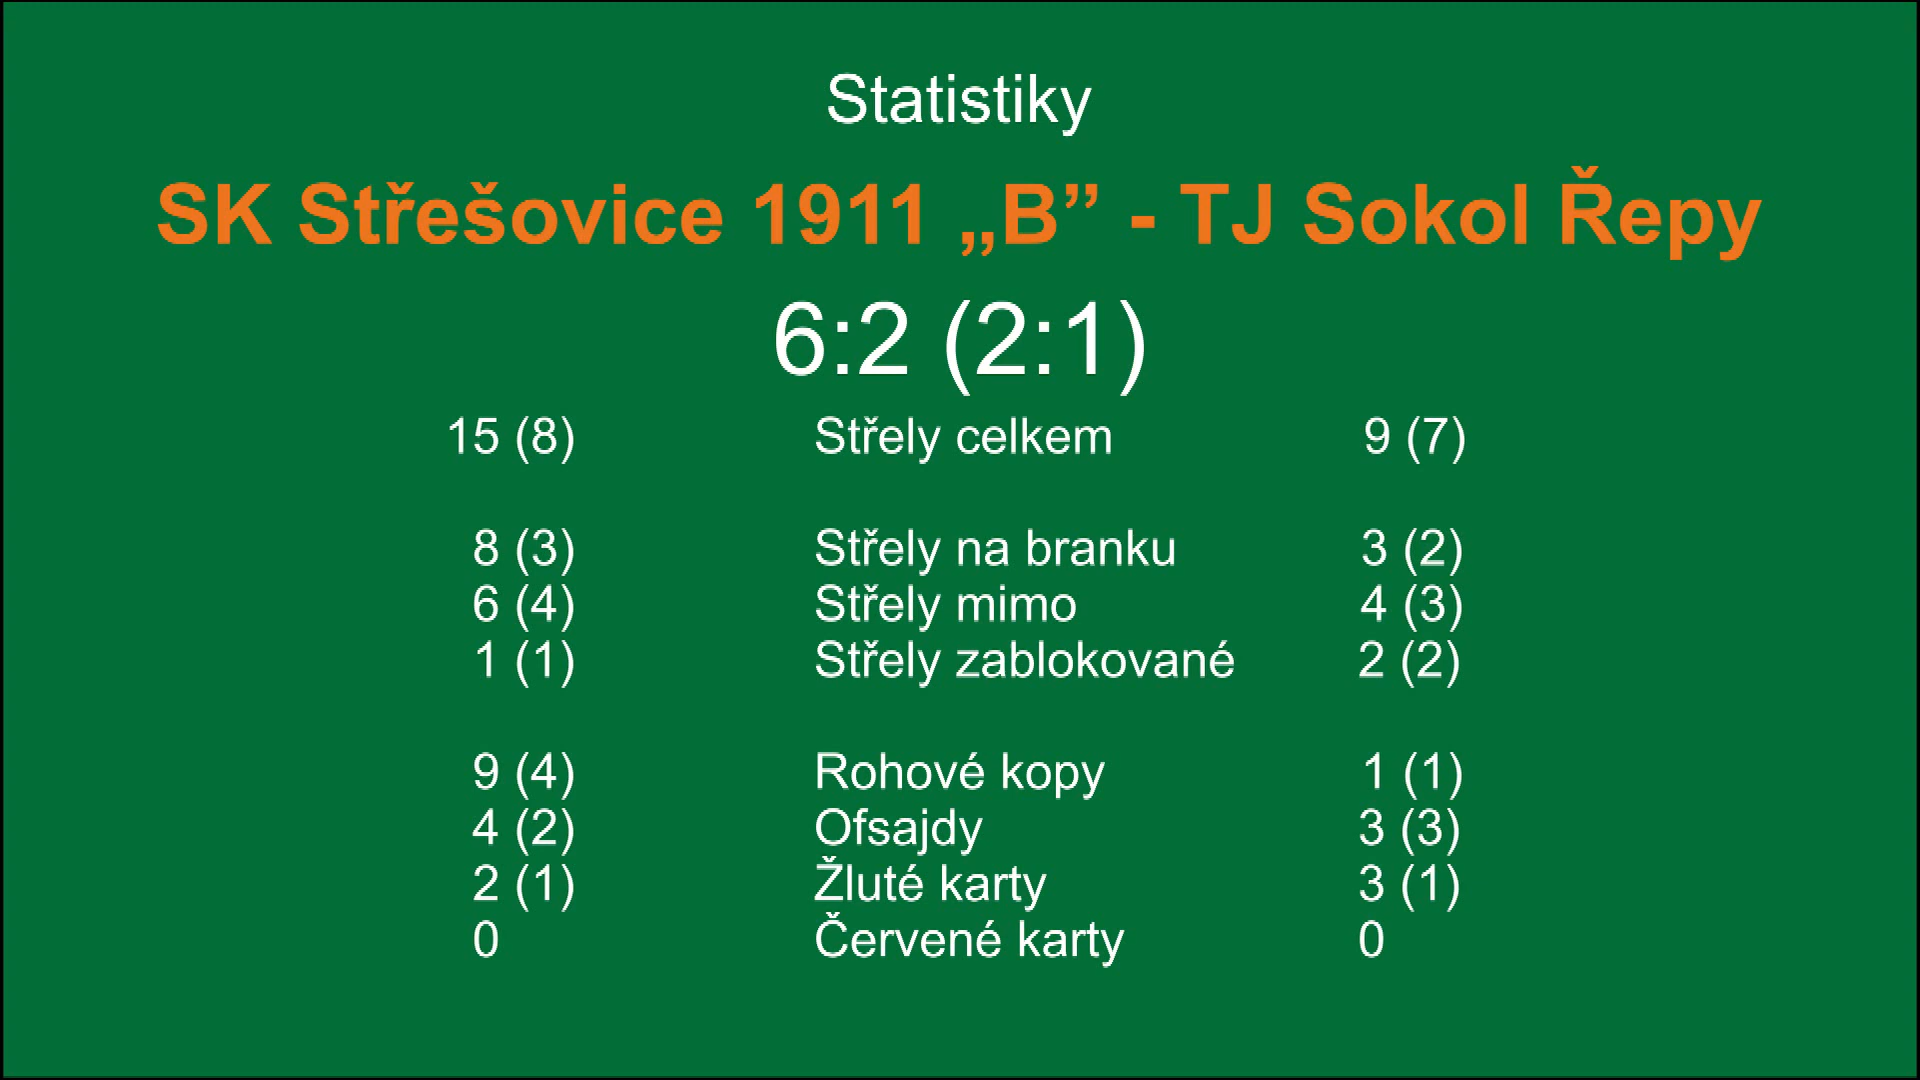 Statistiky
SK Střešovice 1911 „B” - TJ Sokol Řepy
6:2 (2:1)
15 (8) Střely celkem 9 (7)
8 (3) Střely na branku 3 (2)
6 (4) Střely mimo 4 (3)
1 (1) Střely zablokované 2 (2)
9 (4) Rohové kopy 1 (1)
4 (2) Ofsajdy 3 (3)
2 (1) Žluté karty 3 (1)
0 Červené karty 0